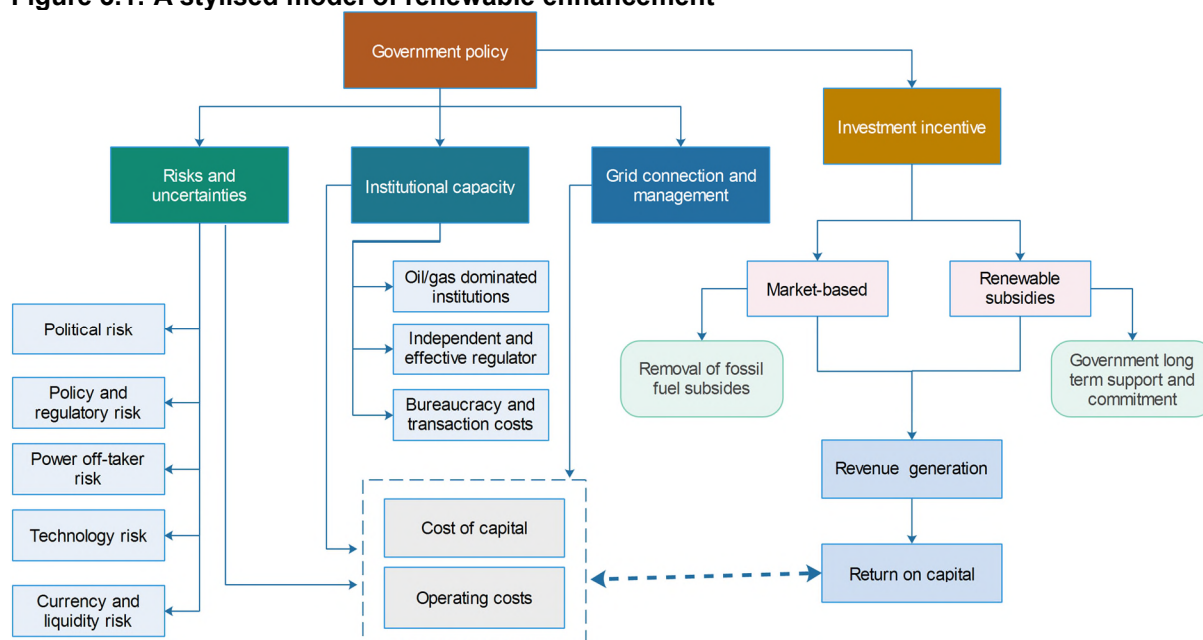 Figure 3.1: A stylised model of renewable enhancement
Government policy
Investment incentive
Risks and
uncertainties
Institutional capacity
Grid connection and
management
Oil/gas dominated
institutions
Independent and
effective regulator
Bureaucracy and
transaction costs
Market-based
Renewable
subsidies
Removal of fossil
fuel subsides
Government long
term support and
commitment
Political risk
Policy and
regulatory risk
Power off-taker
risk
Technology risk
Currency and
liquidity risk
Cost of capital
Operating costs
Revenue generation
Return on capital